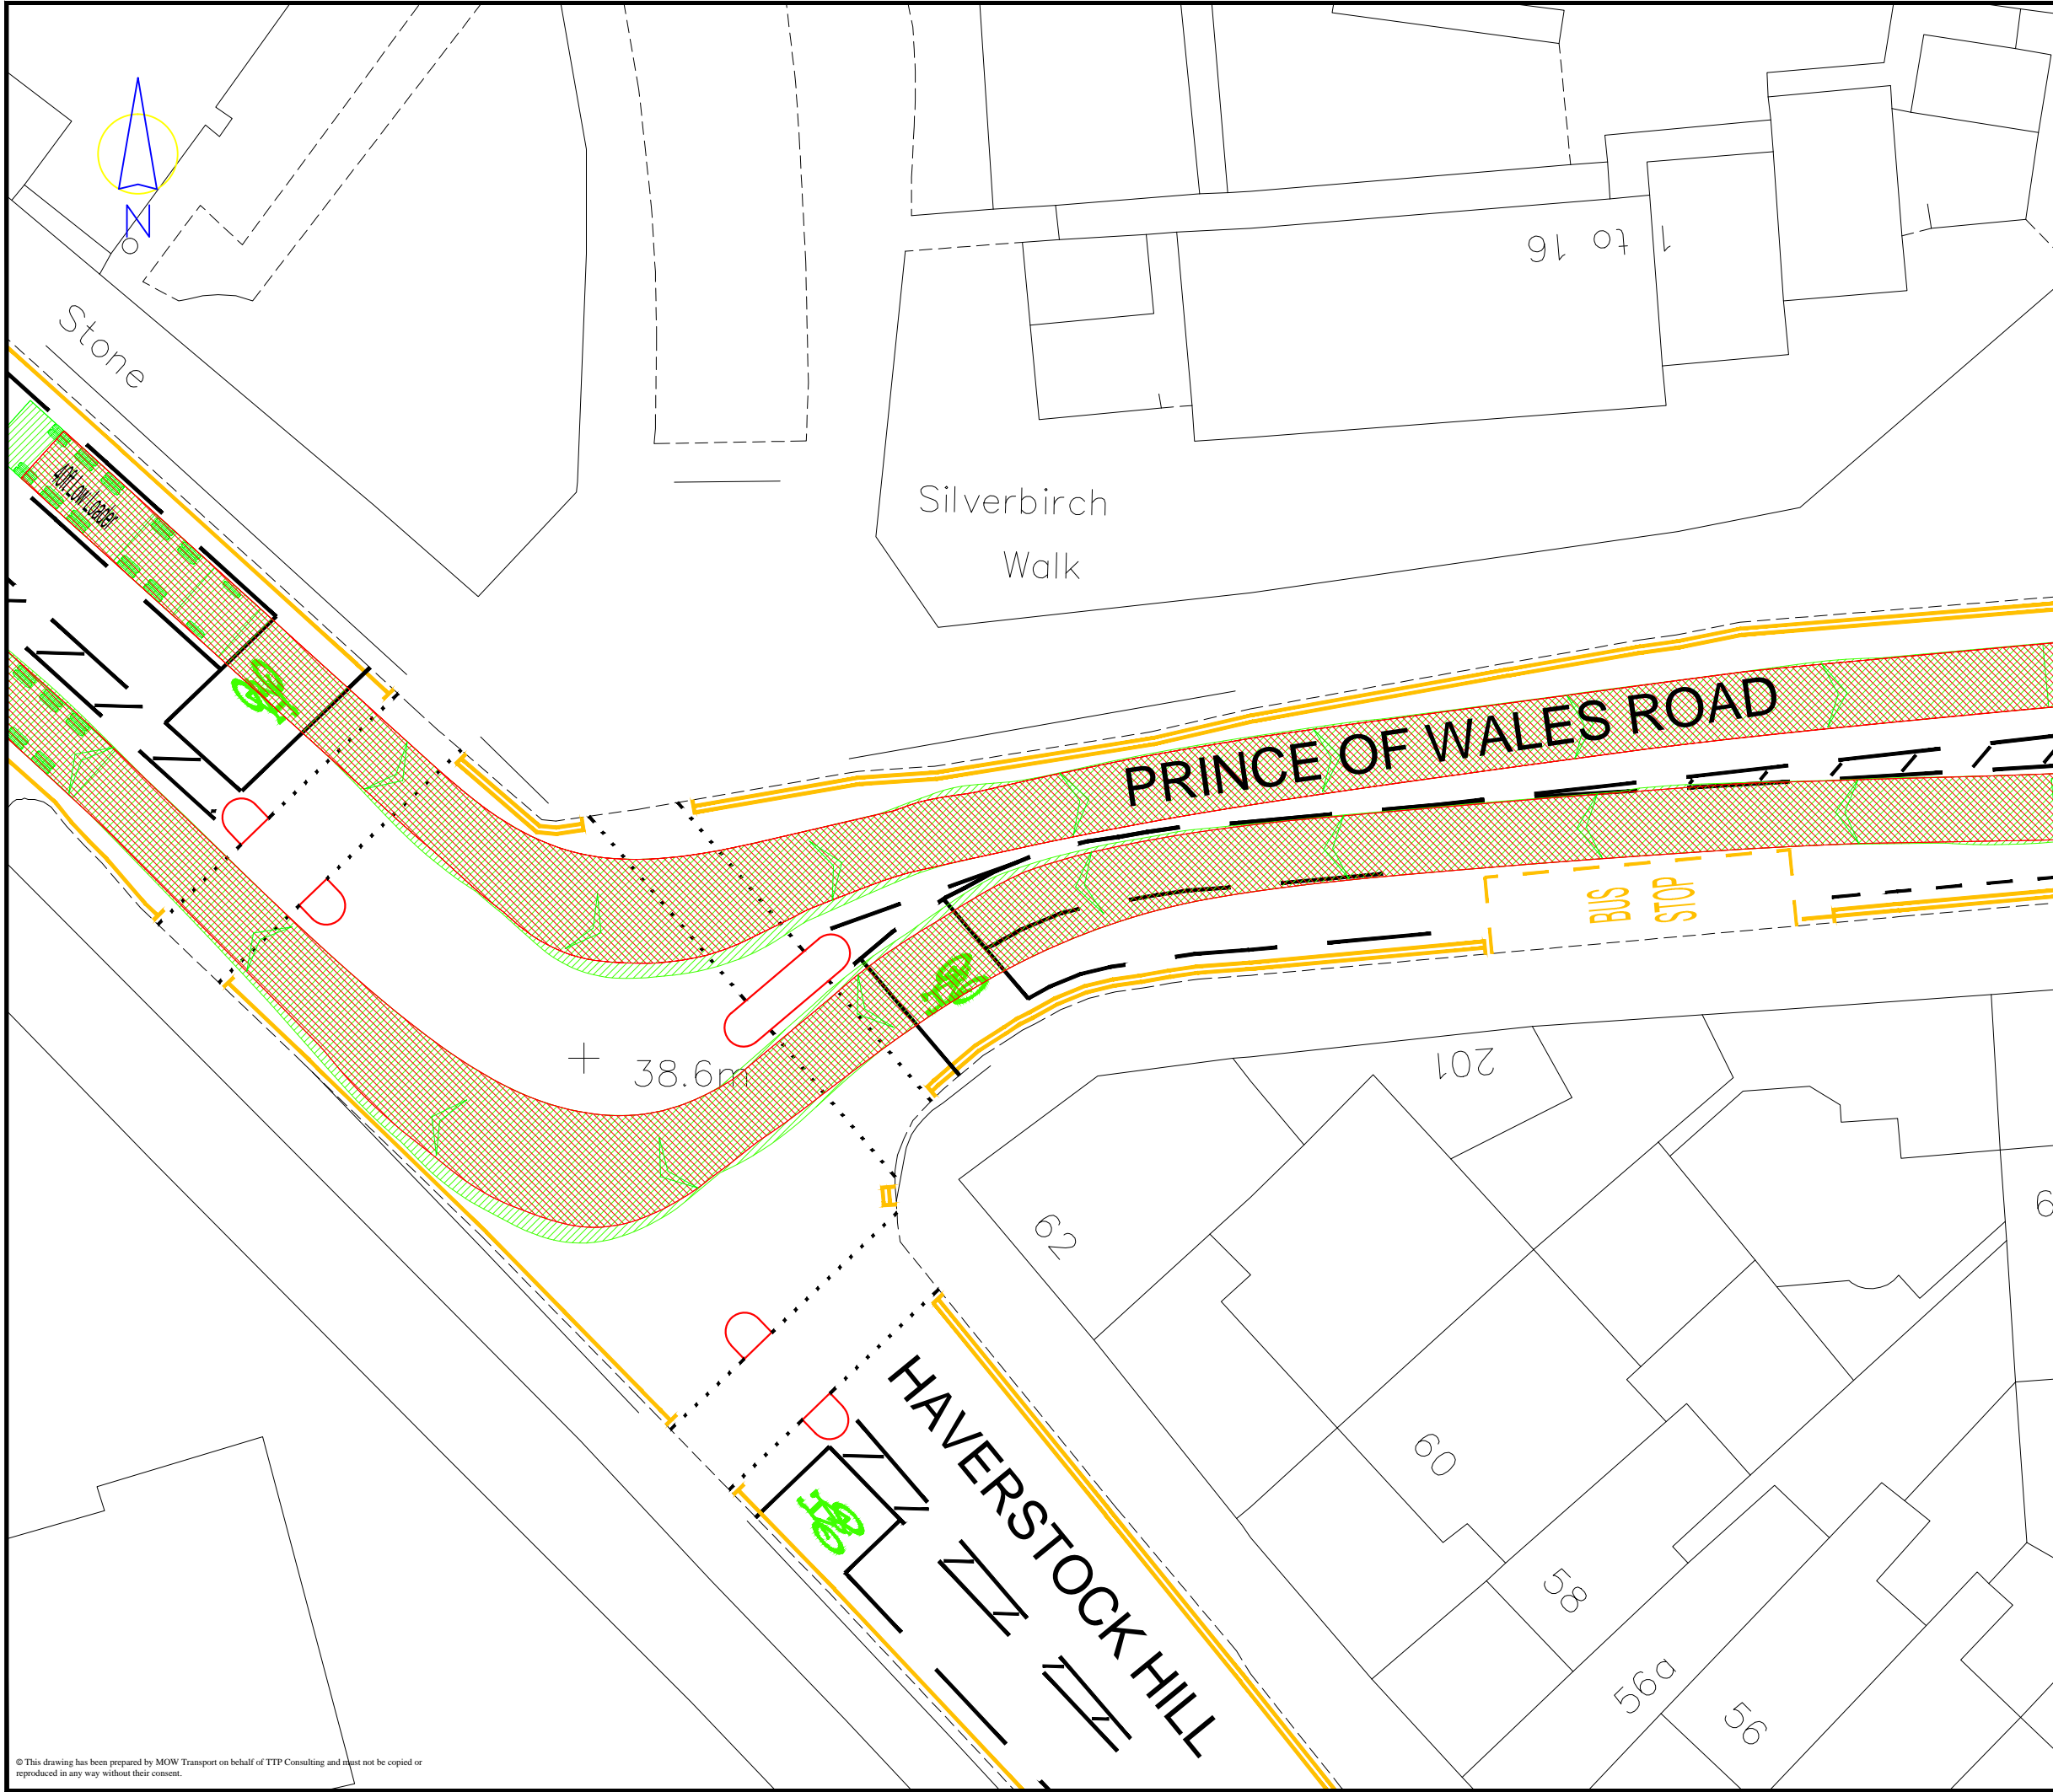 N
Stone
40ft Low Loader
1 to 16
Silverbirch
Walk
PRINCE OF WALES ROAD
BUS
STOP
38.6m
201
62
60
58
56a
56
HAVERSTOCK HILL
© This drawing has been prepared by MOW Transport on behalf of TTP Consulting and must not be copied or
reproduced in any way without their consent.